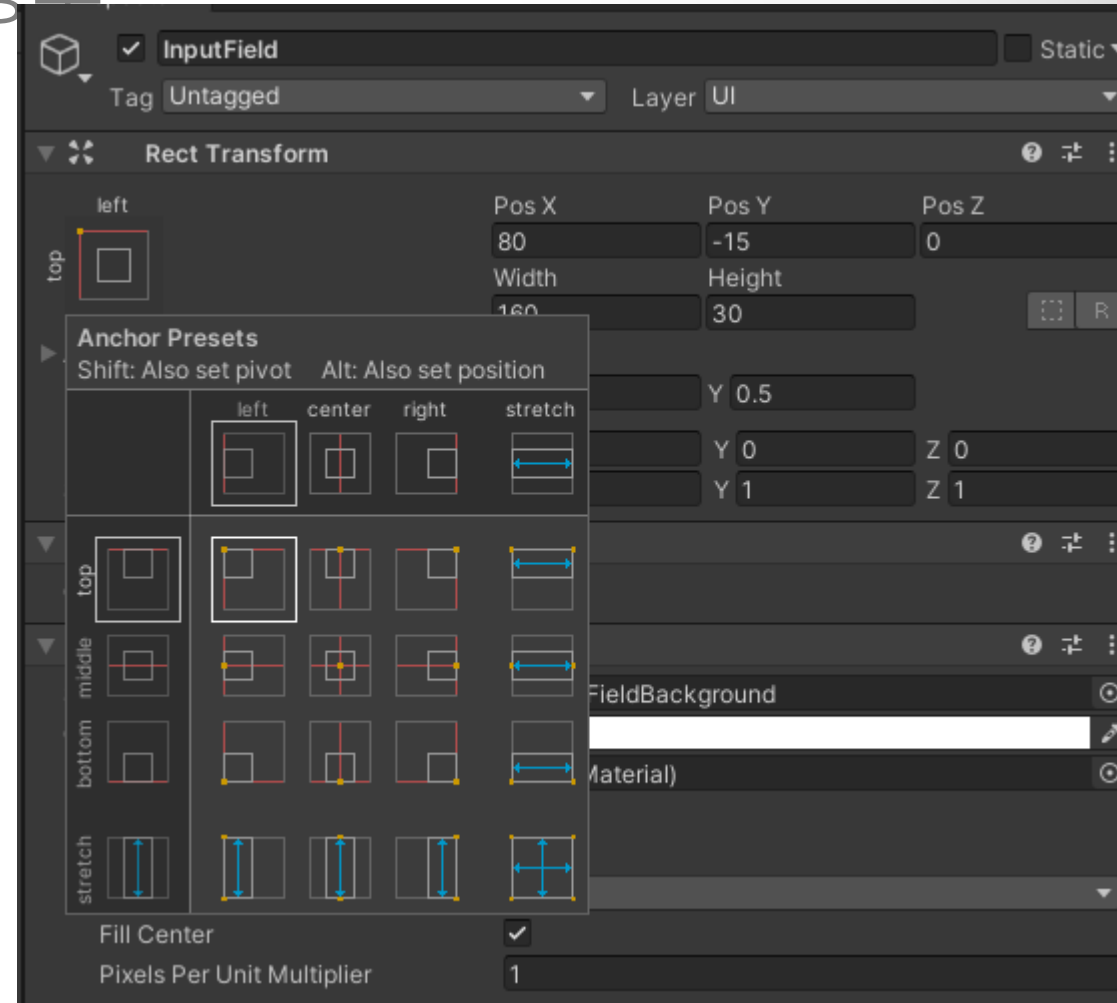 InputField
Static
Tag Untagged Layer UI
Rect Transform
left
top
Pos X Pos Y Pos Z
80 -15 0
Width Height
160 30
R
Anchor Presets
Shift: Also set pivot Alt: Also set position
Y 0.5
left center right stretch
Y 0 Z 0
Y 1 Z 1
top
middle
FieldBackground
bottom
Material)
stretch
Fill Center
Pixels Per Unit Multiplier 1